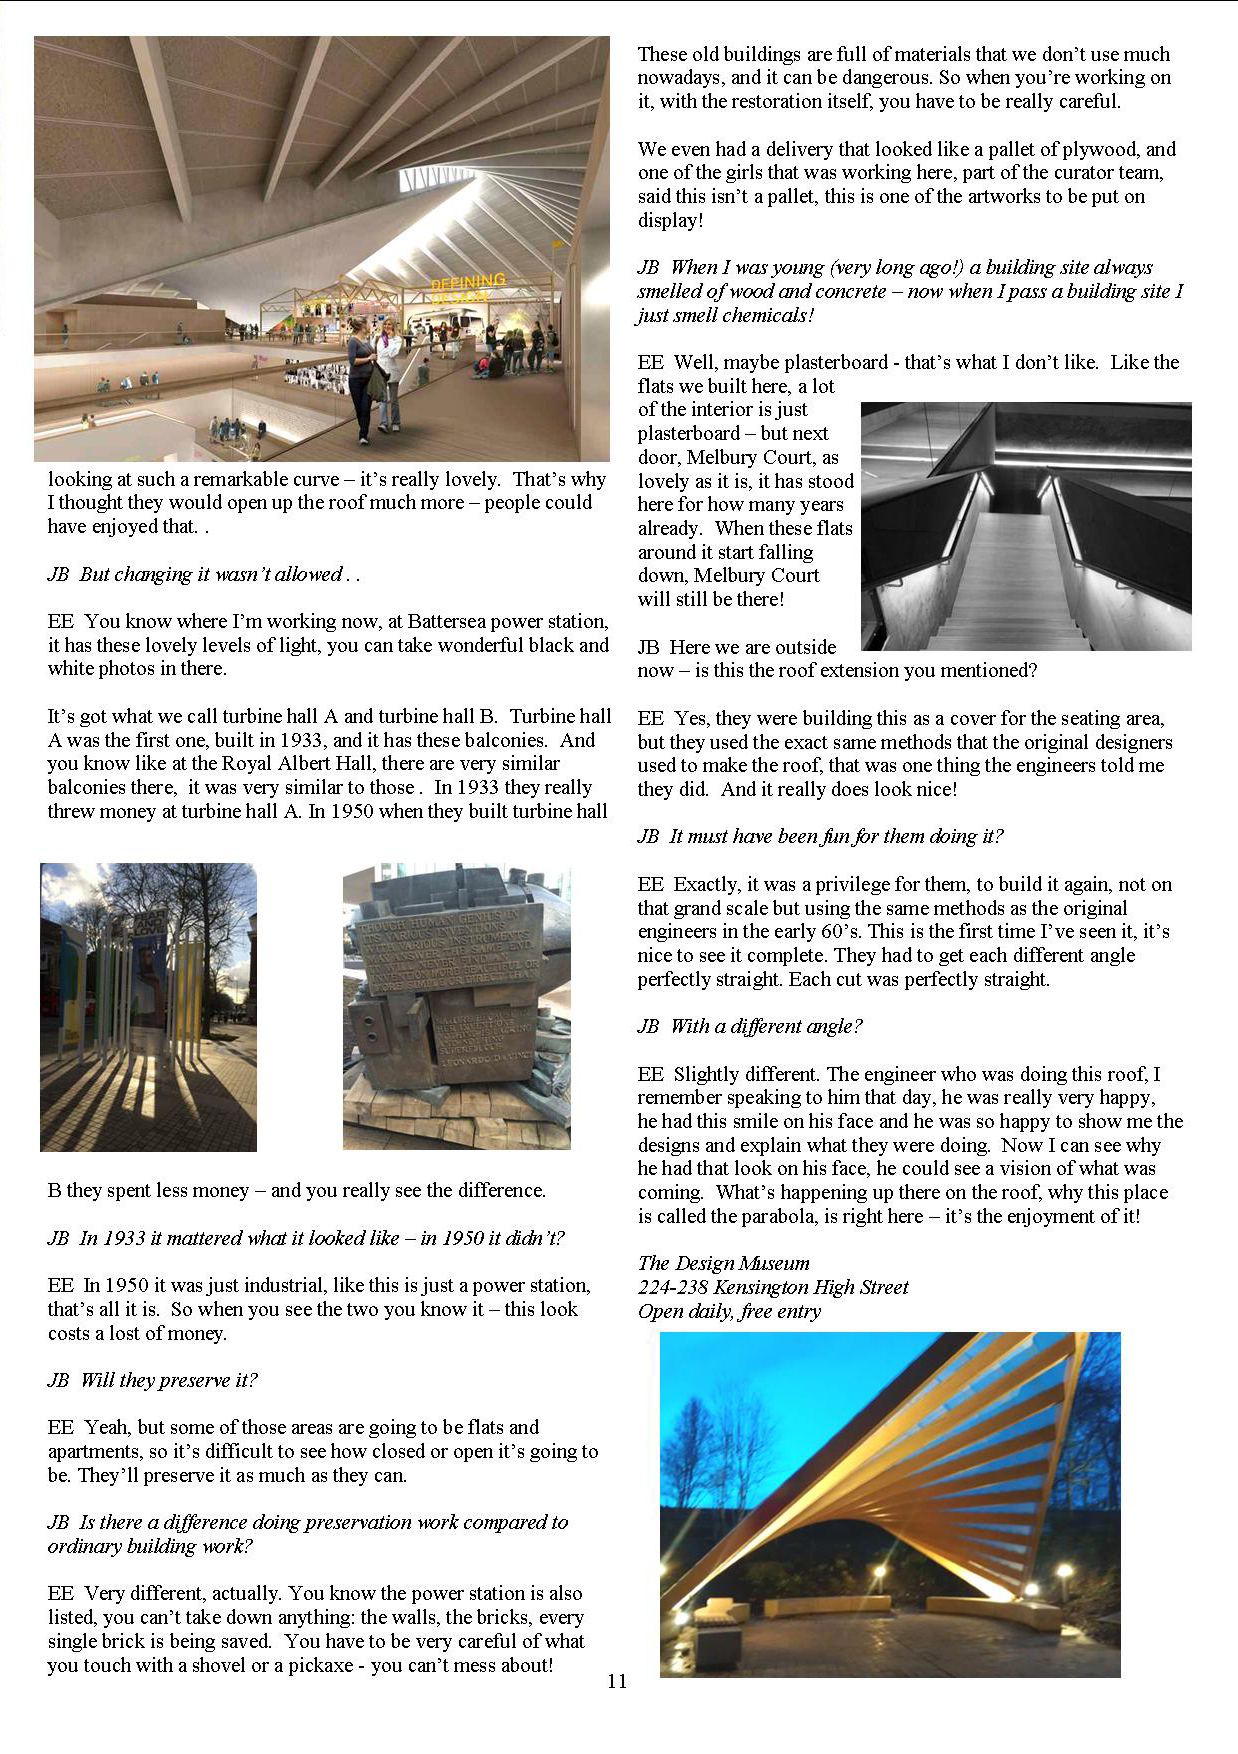 DEFINING
DESIGN
looking at such a remarkable curve – it's really lovely.  That's why
I thought they would open up the roof much more – people could
have enjoyed that. .
JB  But changing it wasn't allowed . .
EE  You know where I'm working now, at Battersea power station,
it has these lovely levels of light, you can take wonderful black and
white photos in there.
It's got what we call turbine hall A and turbine hall B.  Turbine hall
A was the first one, built in 1933, and it has these balconies.  And
you know like at the Royal Albert Hall, there are very similar
balconies there,  it was very similar to those .  In 1933 they really
threw money at turbine hall A. In 1950 when they built turbine hall
THOUGH HUMAN GENIUS IN
ITS VARIOUS INVENTIONS
LEONARDO DA VINCI
B they spent less money – and you really see the difference.
JB  In 1933 it mattered what it looked like – in 1950 it didn't?
EE  In 1950 it was just industrial, like this is just a power station,
that's all it is.  So when you see the two you know it – this look
costs a lost of money.
JB  Will they preserve it?
EE  Yeah, but some of those areas are going to be flats and
apartments, so it's difficult to see how closed or open it's going to
be. They'll preserve it as much as they can.
JB  Is there a difference doing preservation work compared to
ordinary building work?
EE  Very different, actually. You know the power station is also
listed, you can't take down anything: the walls, the bricks, every
single brick is being saved.  You have to be very careful of what
you touch with a shovel or a pickaxe - you can't mess about!
These old buildings are full of materials that we don't use much
nowadays, and it can be dangerous. So when you're working on
it, with the restoration itself, you have to be really careful.
We even had a delivery that looked like a pallet of plywood, and
one of the girls that was working here, part of the curator team,
said this isn't a pallet, this is one of the artworks to be put on
display!
JB  When I was young (very long ago!) a building site always
smelled of wood and concrete – now when I pass a building site I
just smell chemicals!
EE  Well, maybe plasterboard - that's what I don't like.  Like the
flats we built here, a lot
of the interior is just
plasterboard – but next
door, Melbury Court, as
lovely as it is, it has stood
here for how many years
already.  When these flats
around it start falling
down, Melbury Court
will still be there!
JB  Here we are outside
now – is this the roof extension you mentioned?
EE  Yes, they were building this as a cover for the seating area,
but they used the exact same methods that the original designers
used to make the roof, that was one thing the engineers told me
they did.  And it really does look nice!
JB  It must have been fun for them doing it?
EE  Exactly, it was a privilege for them, to build it again, not on
that grand scale but using the same methods as the original
engineers in the early 60's. This is the first time I've seen it, it's
nice to see it complete. They had to get each different angle
perfectly straight. Each cut was perfectly straight.
JB  With a different angle?
EE  Slightly different. The engineer who was doing this roof, I
remember speaking to him that day, he was really very happy,
he had this smile on his face and he was so happy to show me the
designs and explain what they were doing.  Now I can see why
he had that look on his face, he could see a vision of what was
coming.  What's happening up there on the roof, why this place
is called the parabola, is right here – it's the enjoyment of it!
The Design Museum
224-238 Kensington High Street
Open daily, free entry
11